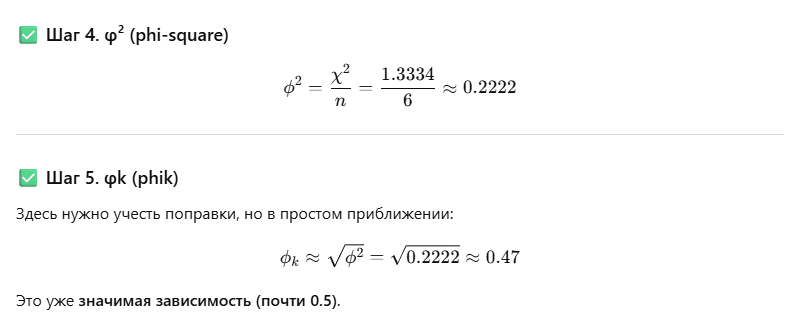 ✅ Шаг 4. φ² (phi-square)
ϕ² = χ²/n = 1.3334/6 ≈ 0.2222
✅ Шаг 5. φk (phik)
Здесь нужно учесть поправки, но в простом приближении:
ϕₖ ≈ √ϕ² = √0.2222 ≈ 0.47
Это уже значимая зависимость (почти 0.5).